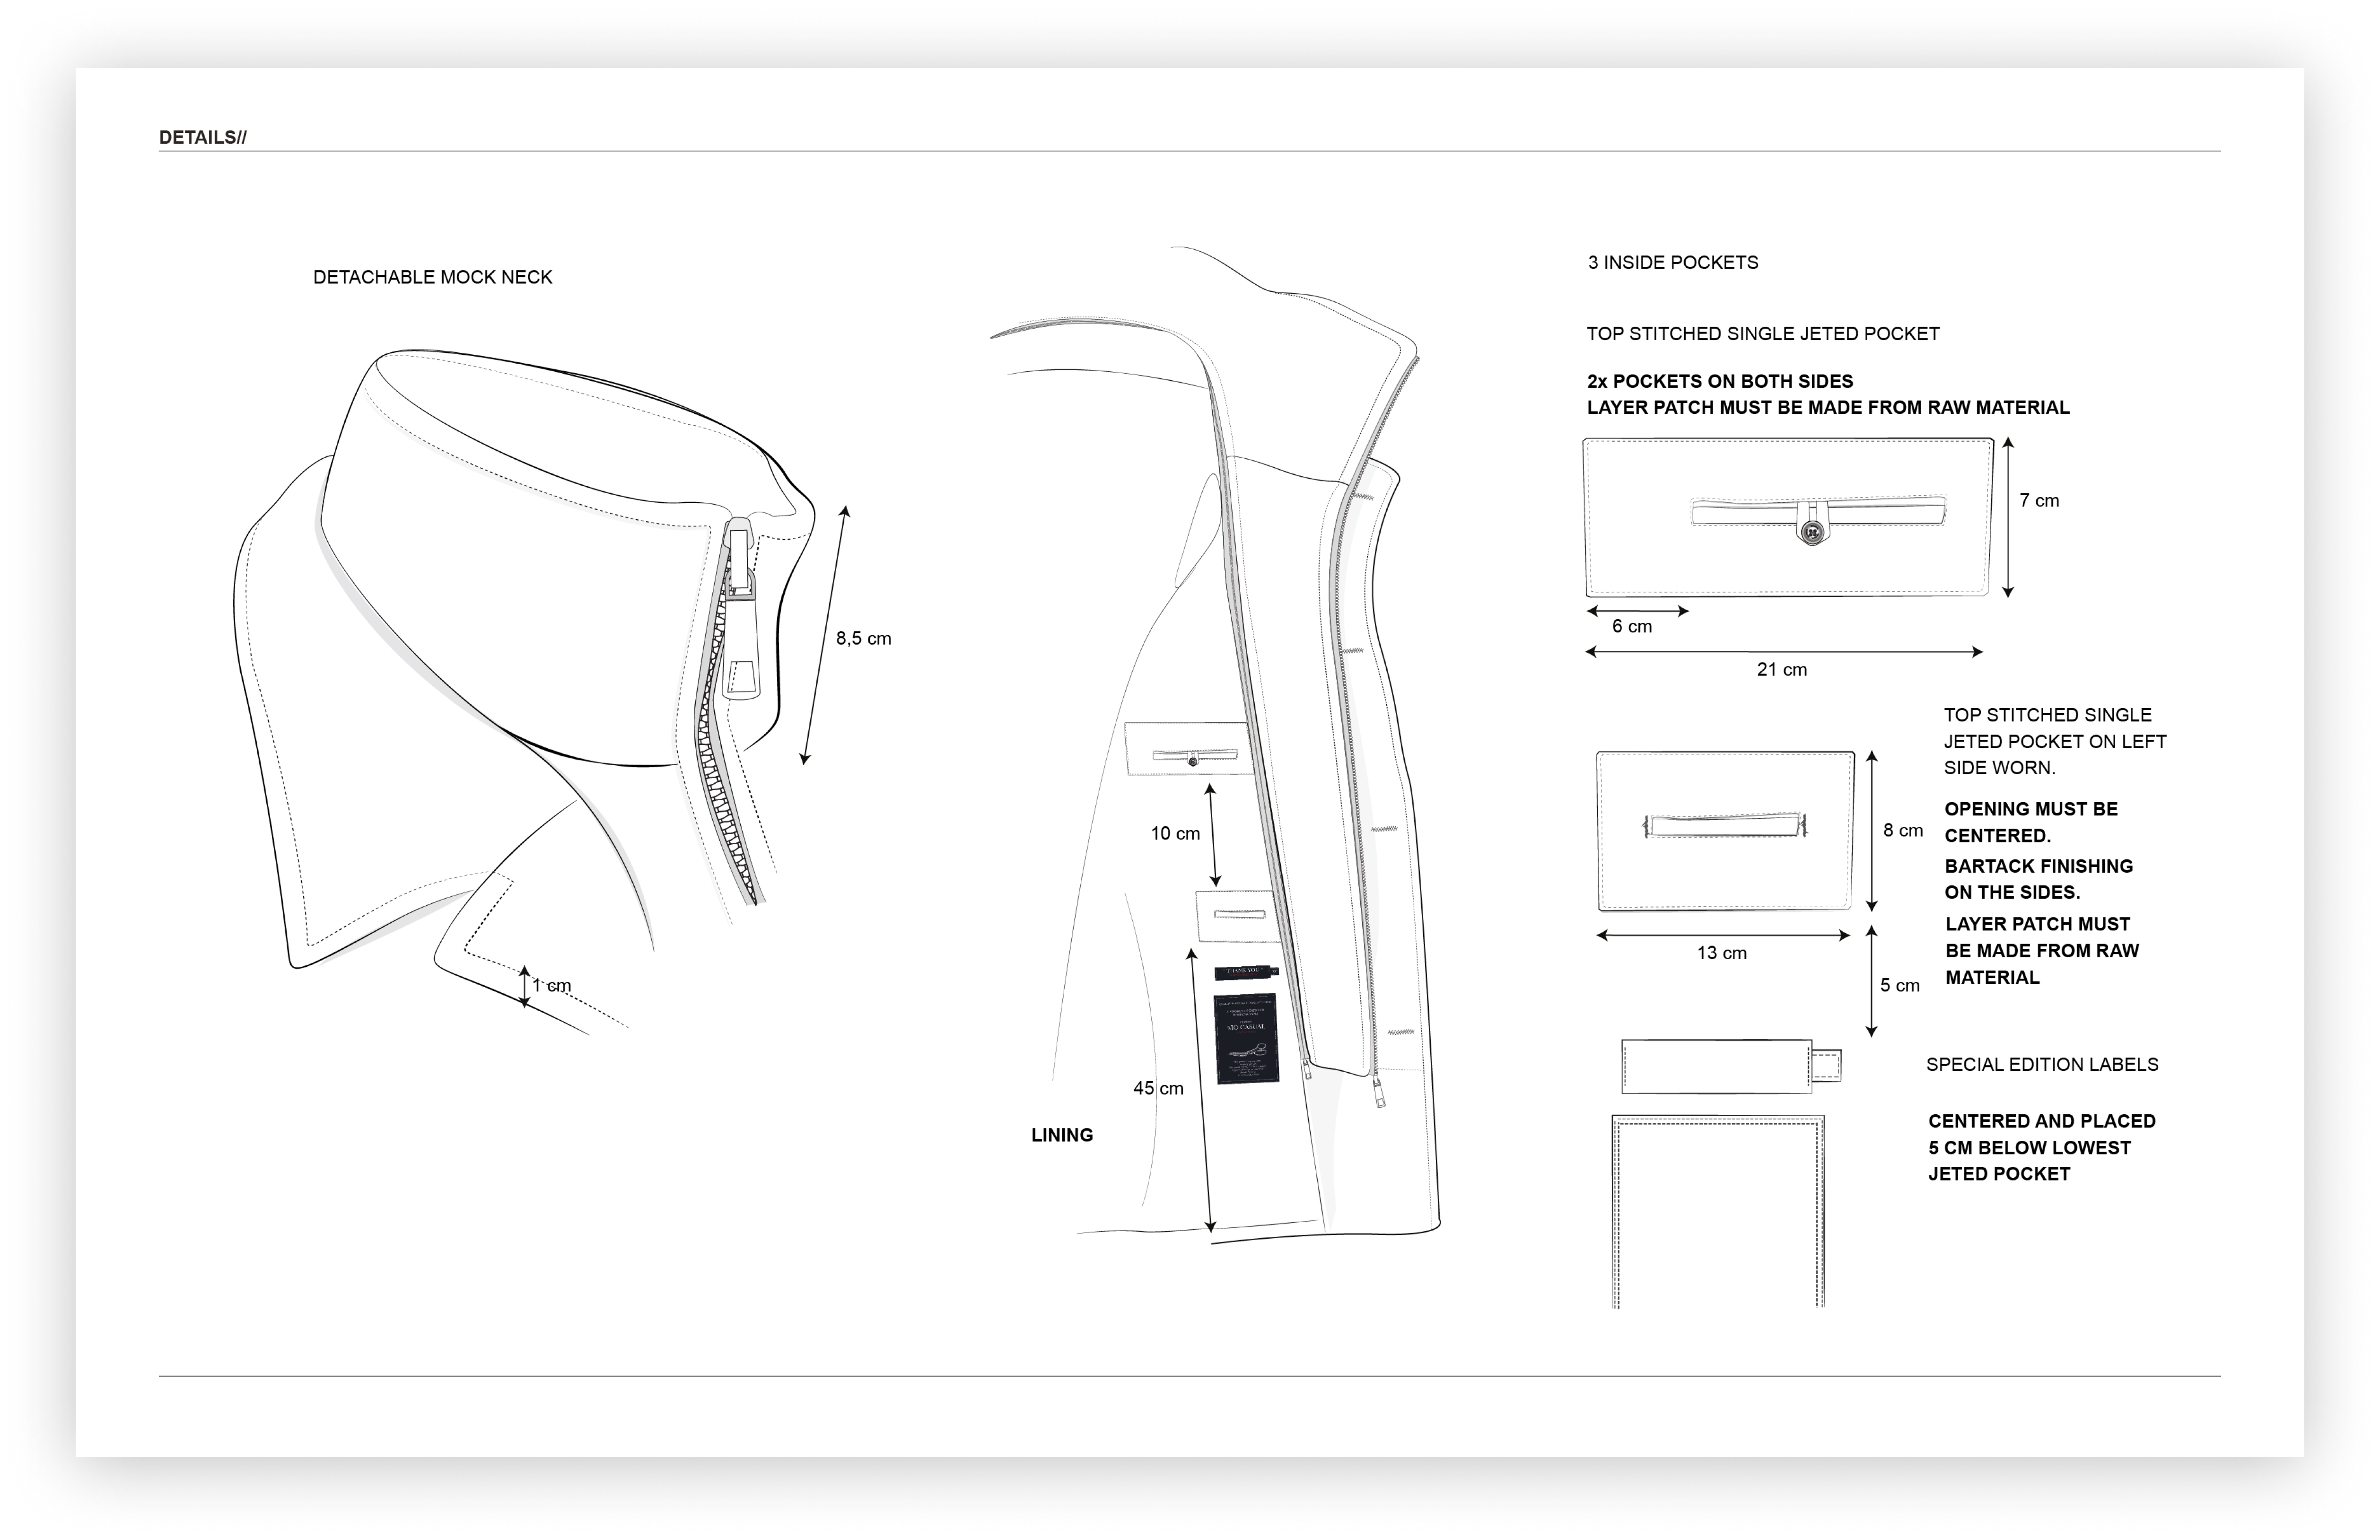 DETAILS//
DETACHABLE MOCK NECK
8,5 cm
1 cm
10 cm
THANK YOU
MO CASUAL
45 cm
LINING
3 INSIDE POCKETS
TOP STITCHED SINGLE JETED POCKET
2x POCKETS ON BOTH SIDES
LAYER PATCH MUST BE MADE FROM RAW MATERIAL
7 cm
6 cm
21 cm
TOP STITCHED SINGLE
JETED POCKET ON LEFT
SIDE WORN.
OPENING MUST BE
CENTERED.
BARTACK FINISHING
ON THE SIDES.
LAYER PATCH MUST
BE MADE FROM RAW
MATERIAL
8 cm
13 cm
5 cm
SPECIAL EDITION LABELS
CENTERED AND PLACED
5 CM BELOW LOWEST
JETED POCKET